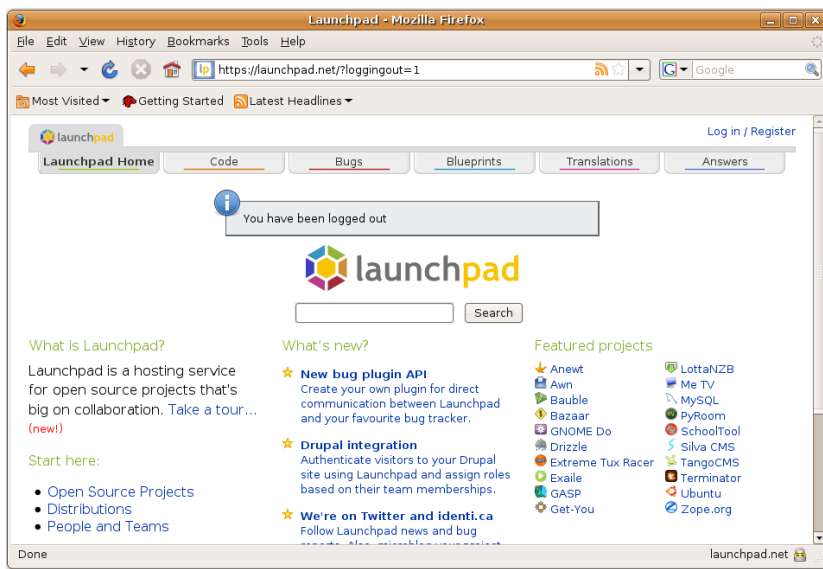 Launchpad - Mozilla Firefox
File Edit View History Bookmarks Tools Help
lp https://launchpad.net/?loggingout=1
G Google
Most Visited Getting Started Latest Headlines
launchpad
Log in / Register
Launchpad Home Code Bugs Blueprints Translations Answers
i
You have been logged out
launchpad
Search
What is Launchpad?
Launchpad is a hosting service
for open source projects that's
big on collaboration. Take a tour...
(new!)
Start here:
Open Source Projects
Distributions
People and Teams
What's new?
New bug plugin API
Create your own plugin for direct
communication between Launchpad
and your favourite bug tracker.
Drupal integration
Authenticate visitors to your Drupal
site using Launchpad and assign roles
based on their team memberships.
We're on Twitter and identi.ca
Follow Launchpad news and bug
reports. Also, microblog your project
Featured projects
Anewt
Awn
Bauble
Bazaar
GNOME Do
Drizzle
Extreme Tux Racer
Exaile
GASP
Get-You
LottaNZB
Me TV
MySQL
PyRoom
SchoolTool
Silva CMS
TangoCMS
Terminator
Ubuntu
Zope.org
Done
launchpad.net